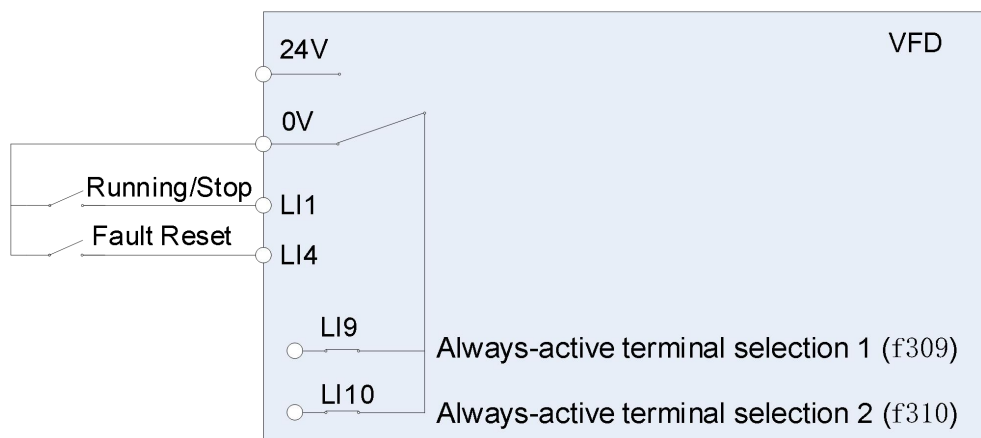 24V
VFD
0V
Running/Stop
LI1
Fault Reset
LI4
LI9
Always-active terminal selection 1 (f309)
LI10
Always-active terminal selection 2 (f310)